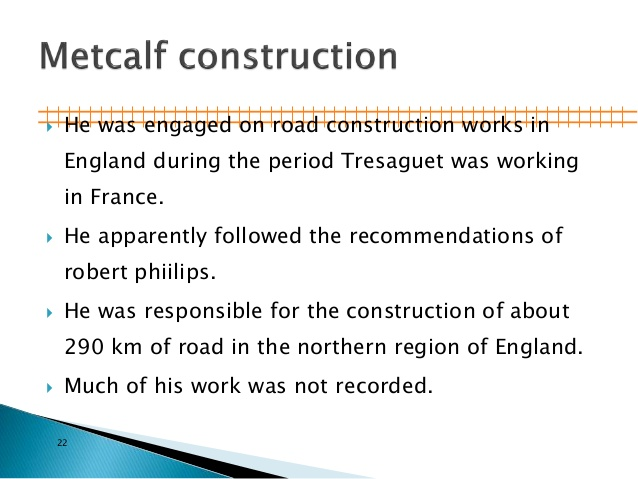 Metcalf construction
He was engaged on road construction works in
England during the period Tresaguet was working
in France.
He apparently followed the recommendations of
robert phiilips.
He was responsible for the construction of about
290 km of road in the northern region of England.
Much of his work was not recorded.
22